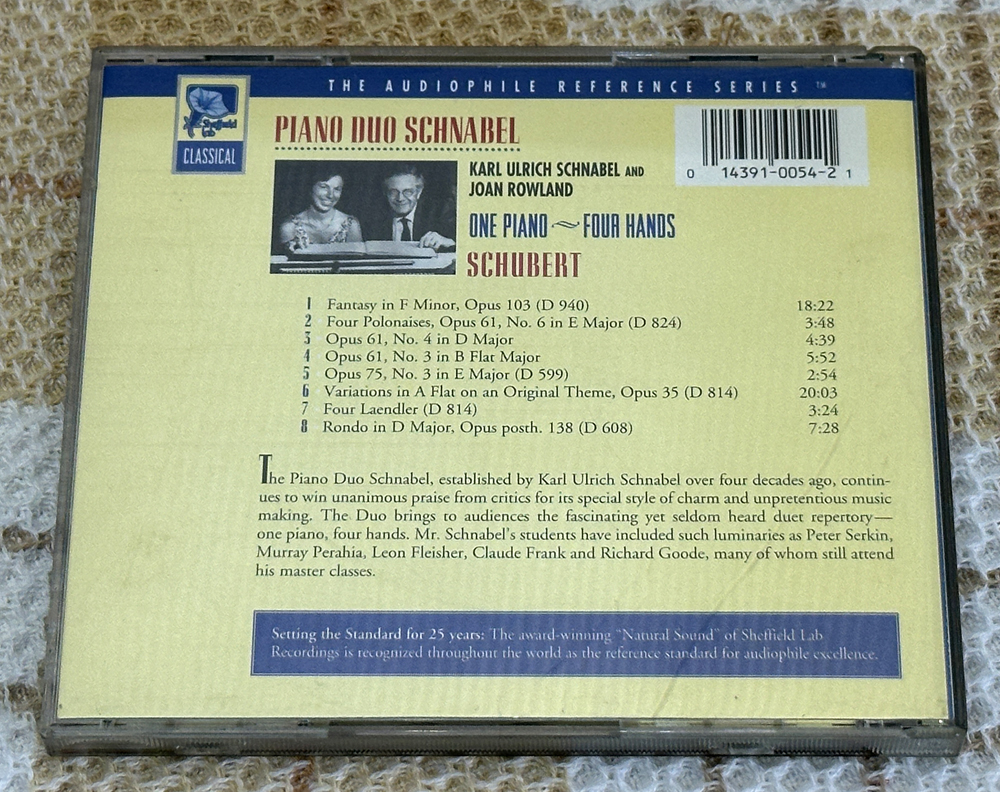 THE AUDIOPHILE REFERENCE SERIES ™
Sheffield
Lab
CLASSICAL
PIANO DUO SCHNABEL
KARL ULRICH SCHNABEL AND
JOAN ROWLAND
ONE PIANO ~ FOUR HANDS
SCHUBERT
0 14391-0054-2 1
1 Fantasy in F Minor, Opus 103 (D 940) 18:22
2 Four Polonaises, Opus 61, No. 6 in E Major (D 824) 3:48
3 Opus 61, No. 4 in D Major 4:39
4 Opus 61, No. 3 in B Flat Major 5:52
5 Opus 75, No. 3 in E Major (D 599) 2:54
6 Variations in A Flat on an Original Theme, Opus 35 (D 814) 20:03
7 Four Laendler (D 814) 3:24
8 Rondo in D Major, Opus posth. 138 (D 608) 7:28
The Piano Duo Schnabel, established by Karl Ulrich Schnabel over four decades ago, contin-
ues to win unanimous praise from critics for its special style of charm and unpretentious music
making. The Duo brings to audiences the fascinating yet seldom heard duet repertory—
one piano, four hands. Mr. Schnabel's students have included such luminaries as Peter Serkin,
Murray Perahia, Leon Fleisher, Claude Frank and Richard Goode, many of whom still attend
his master classes.
Setting the Standard for 25 years: The award-winning "Natural Sound" of Sheffield Lab
Recordings is recognized throughout the world as the reference standard for audiophile excellence.